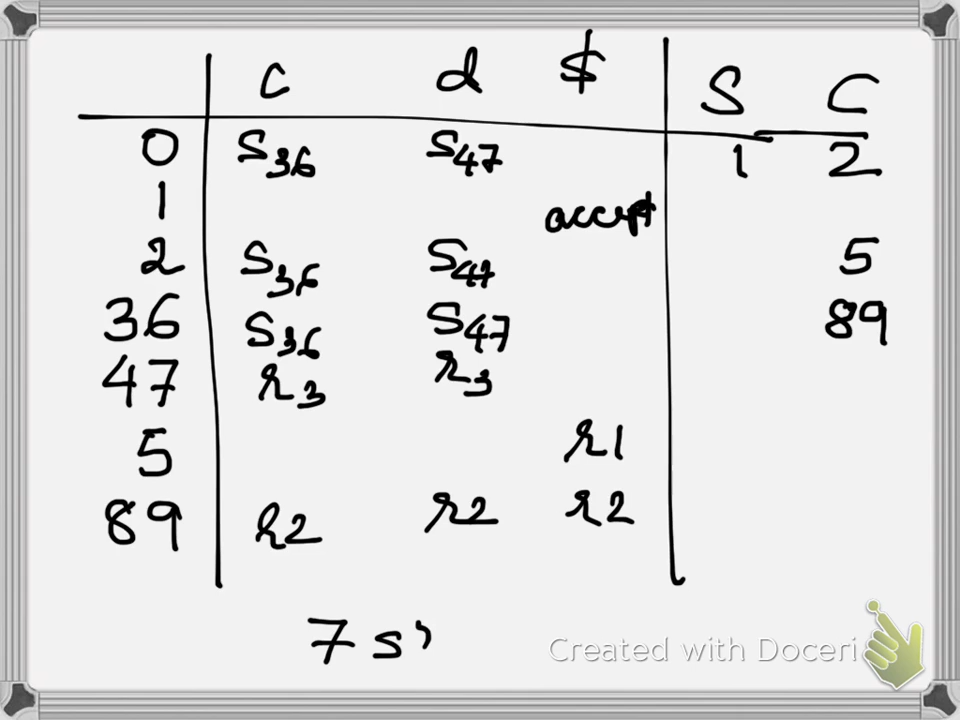 c d $ S C
0 S36 S47 1 2
1 accept
2 S36 S47 5
36 S36 S47 89
47 r3 r3
5 r1
89 r2 r2 r2
7 s
Created with Doceri